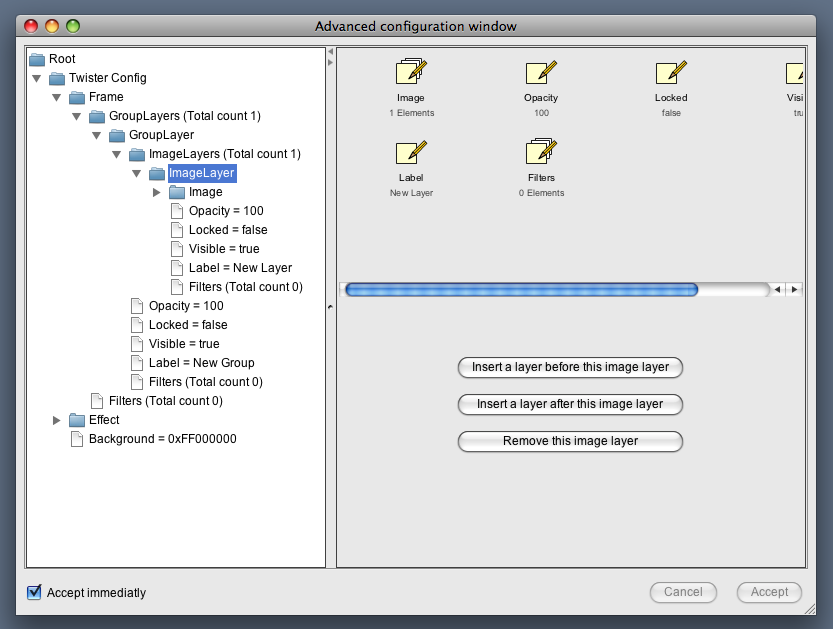 Advanced configuration window
Root
Twister Config
Frame
GroupLayers (Total count 1)
GroupLayer
ImageLayers (Total count 1)
ImageLayer
Image
Opacity = 100
Locked = false
Visible = true
Label = New Layer
Filters (Total count 0)
Opacity = 100
Locked = false
Visible = true
Label = New Group
Filters (Total count 0)
Filters (Total count 0)
Effect
Background = 0xFF000000
Image Opacity Locked Visi
1 Elements 100 false tru
Label Filters
New Layer 0 Elements
Insert a layer before this image layer
Insert a layer after this image layer
Remove this image layer
Accept immediatly
Cancel Accept